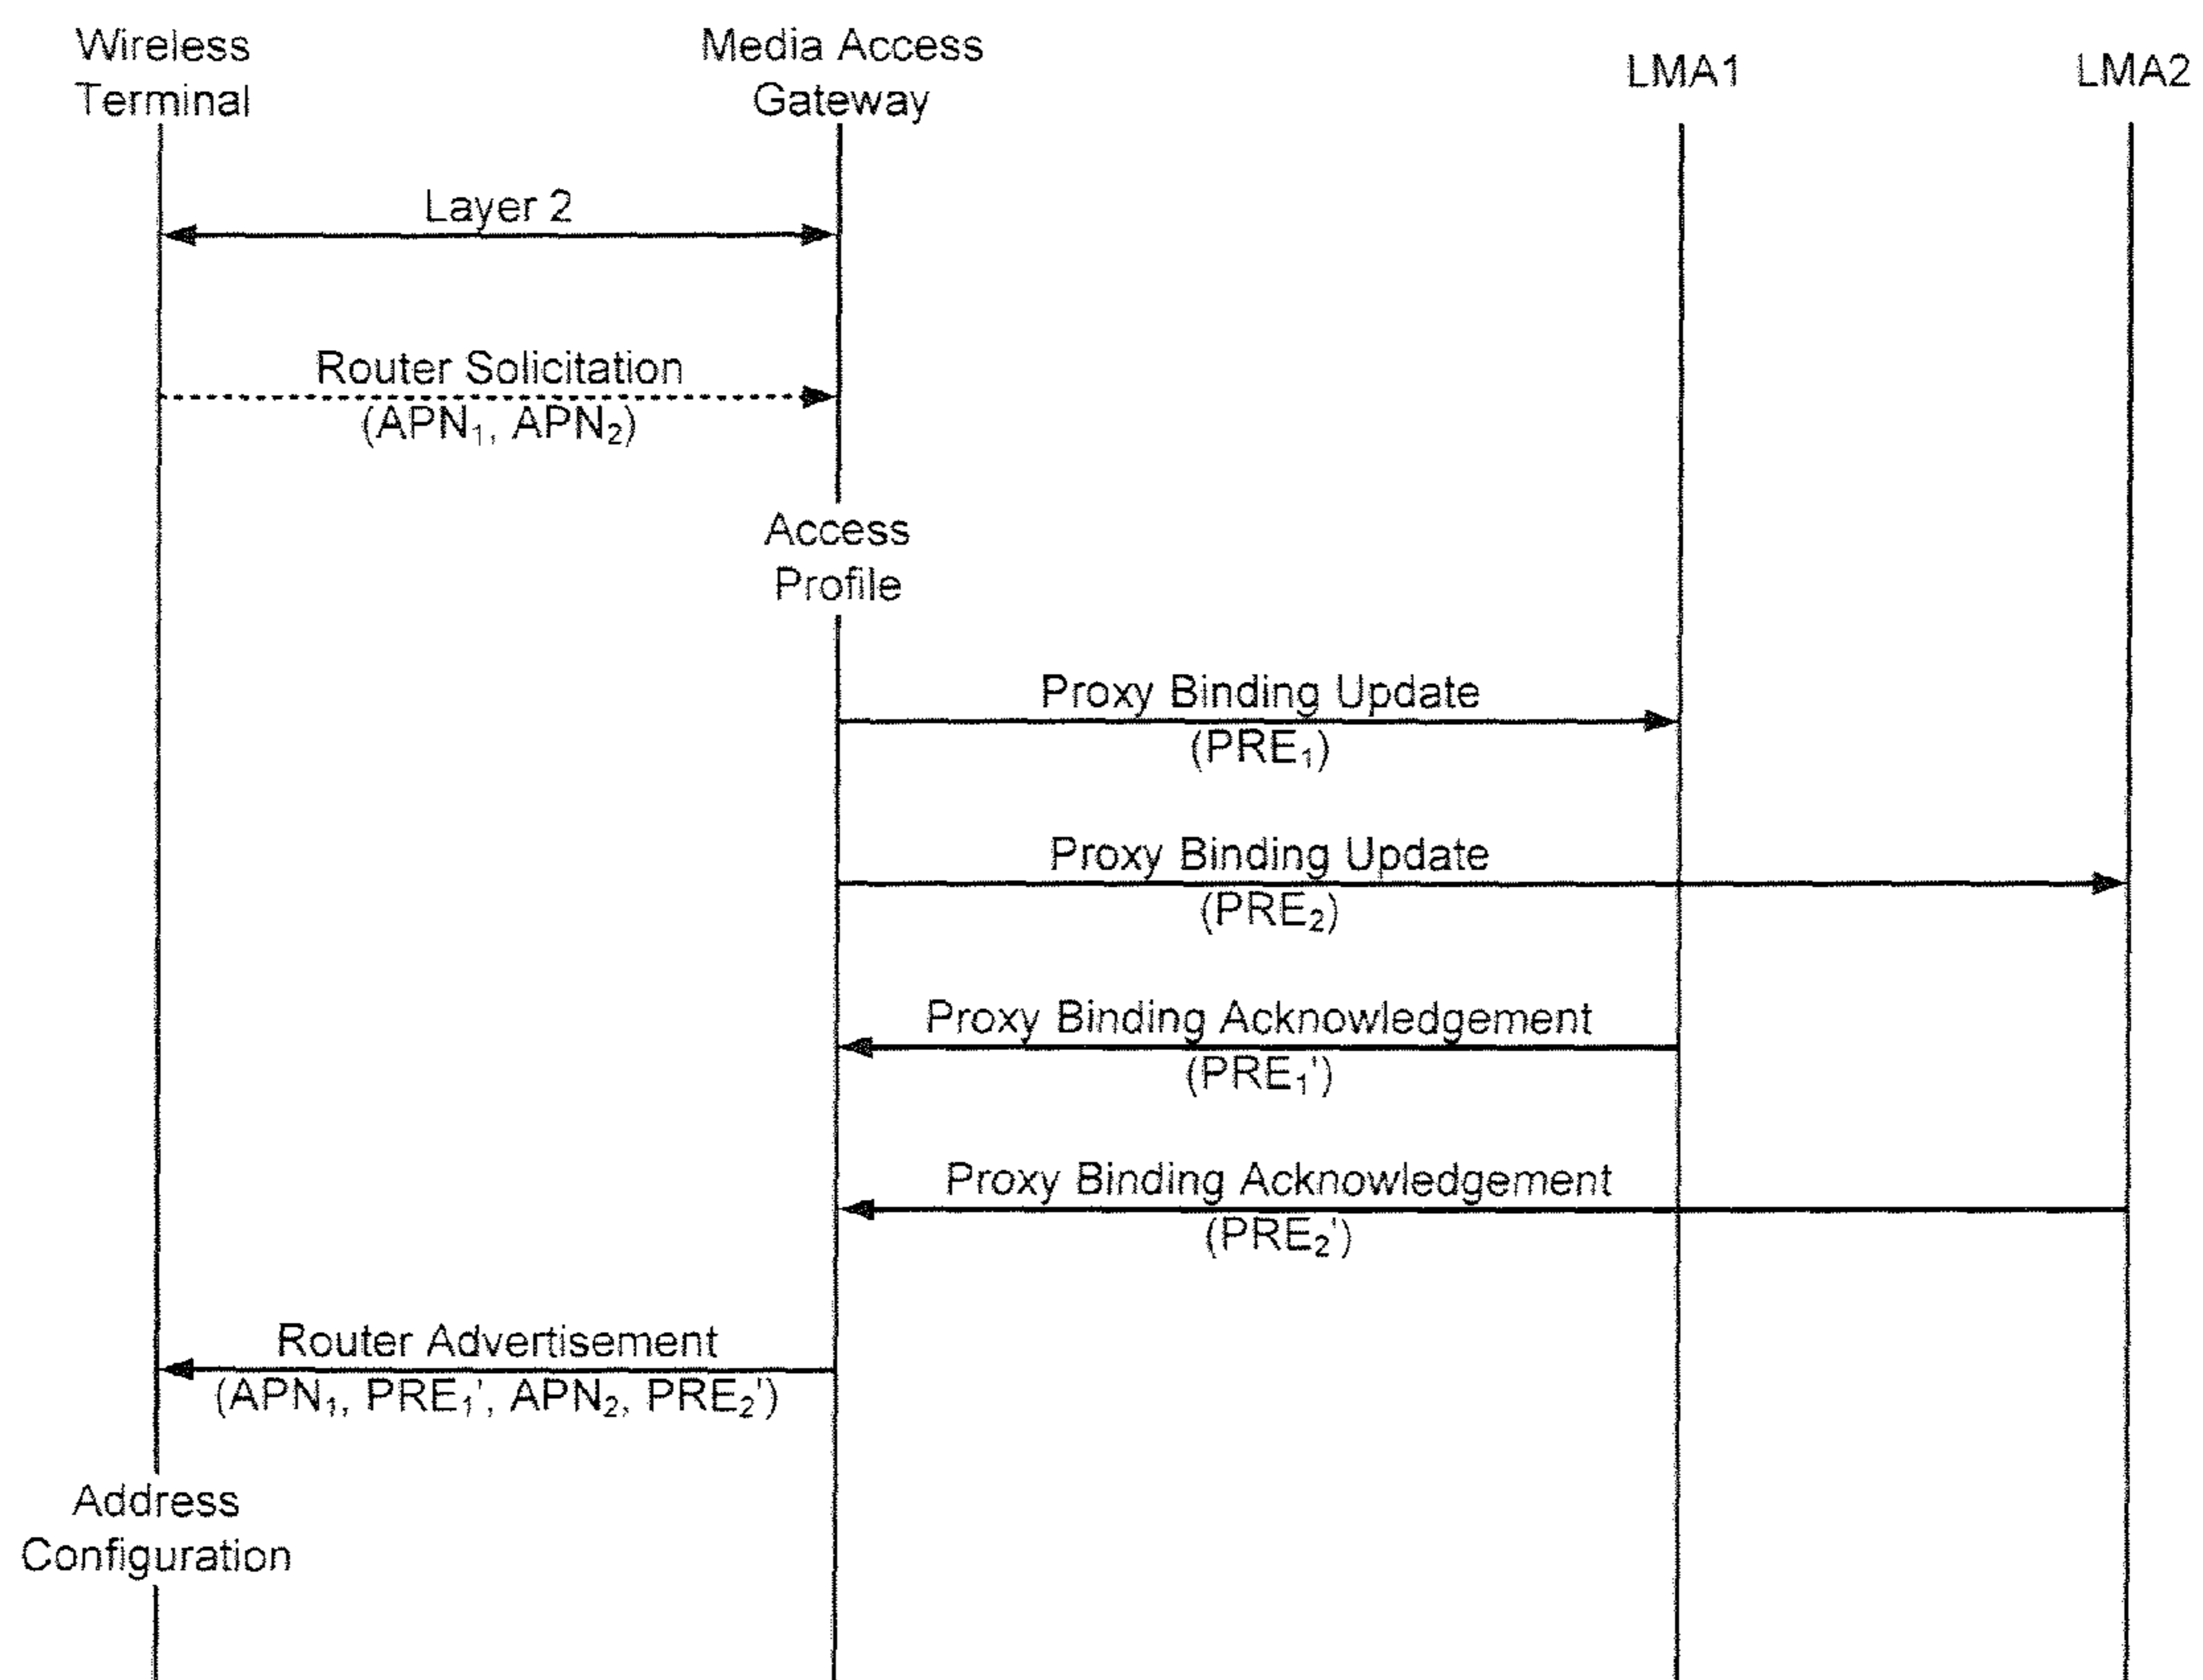 Wireless
Terminal
Media Access
Gateway
LMA1
LMA2
Layer 2
Router Solicitation
(APN₁, APN₂)
Access
Profile
Proxy Binding Update
(PRE₁)
Proxy Binding Update
(PRE₂)
Proxy Binding Acknowledgement
(PRE₁')
Proxy Binding Acknowledgement
(PRE₂')
Router Advertisement
(APN₁, PRE₁', APN₂, PRE₂')
Address
Configuration